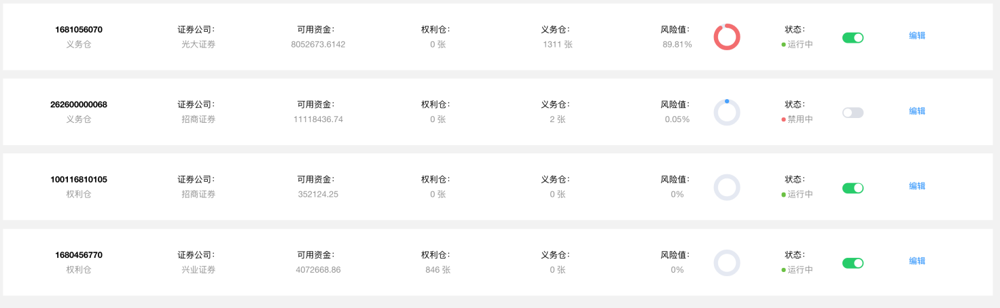 1681056070 证券公司： 可用资金： 权利仓： 义务仓： 风险值： 状态： 编辑
义务仓 光大证券 8052673.6142 0 张 1311 张 89.81% 运行中
262600000068 证券公司： 可用资金： 权利仓： 义务仓： 风险值： 状态： 编辑
义务仓 招商证券 11118436.74 0 张 2 张 0.05% 禁用中
100116810105 证券公司： 可用资金： 权利仓： 义务仓： 风险值： 状态： 编辑
权利仓 招商证券 352124.25 0 张 0 张 0% 运行中
1680456770 证券公司： 可用资金： 权利仓： 义务仓： 风险值： 状态： 编辑
权利仓 兴业证券 4072668.86 846 张 0 张 0% 运行中